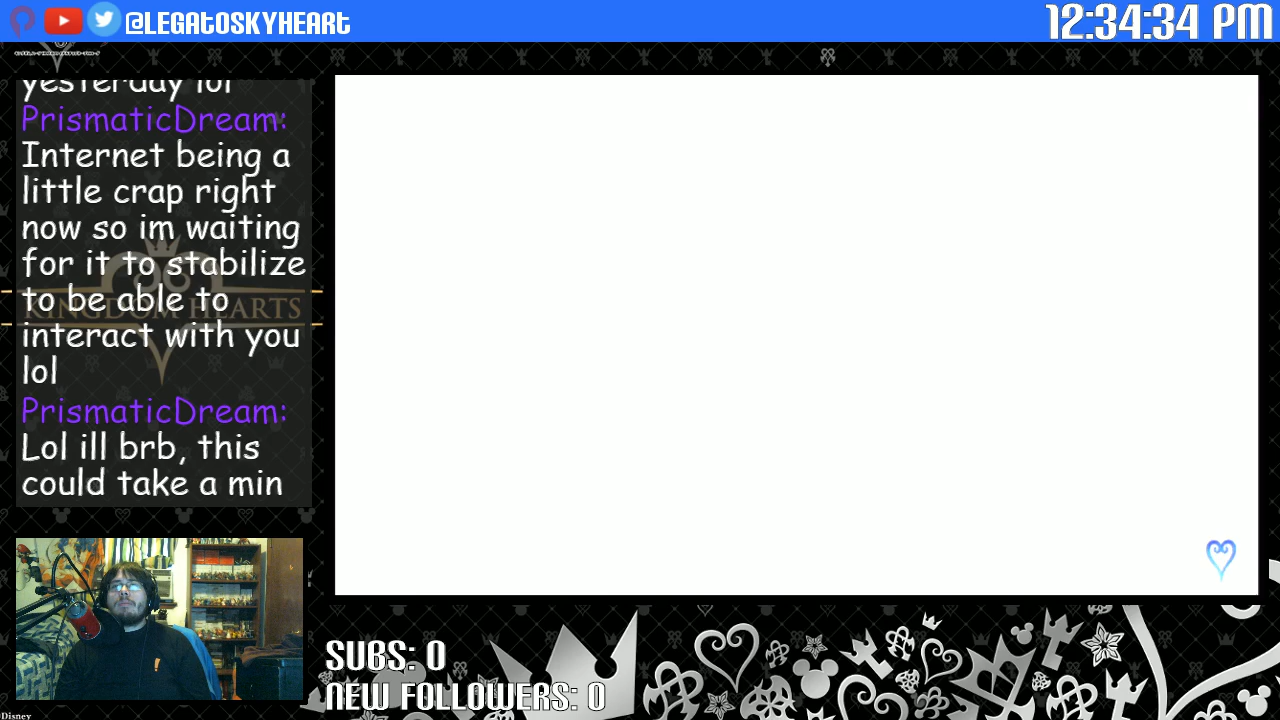 @LEGATOSKYHEART
12:34:34 PM
yesterday lol
PrismaticDream:
Internet being a
little crap right
now so im waiting
for it to stabilize
to be able to
interact with you
lol
PrismaticDream:
Lol ill brb, this
could take a min
KINGDOM HEARTS
SUBS: 0
NEW FOLLOWERS: 0
Disney